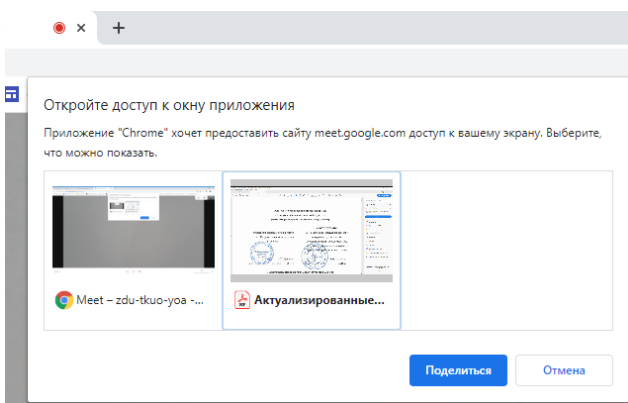 Откройте доступ к окну приложения
Приложение "Chrome" хочет предоставить сайту meet.google.com доступ к вашему экрану. Выберите,
что можно показать.
Meet – zdu-tkuo-yoa -...
Актуализированные...
Поделиться
Отмена